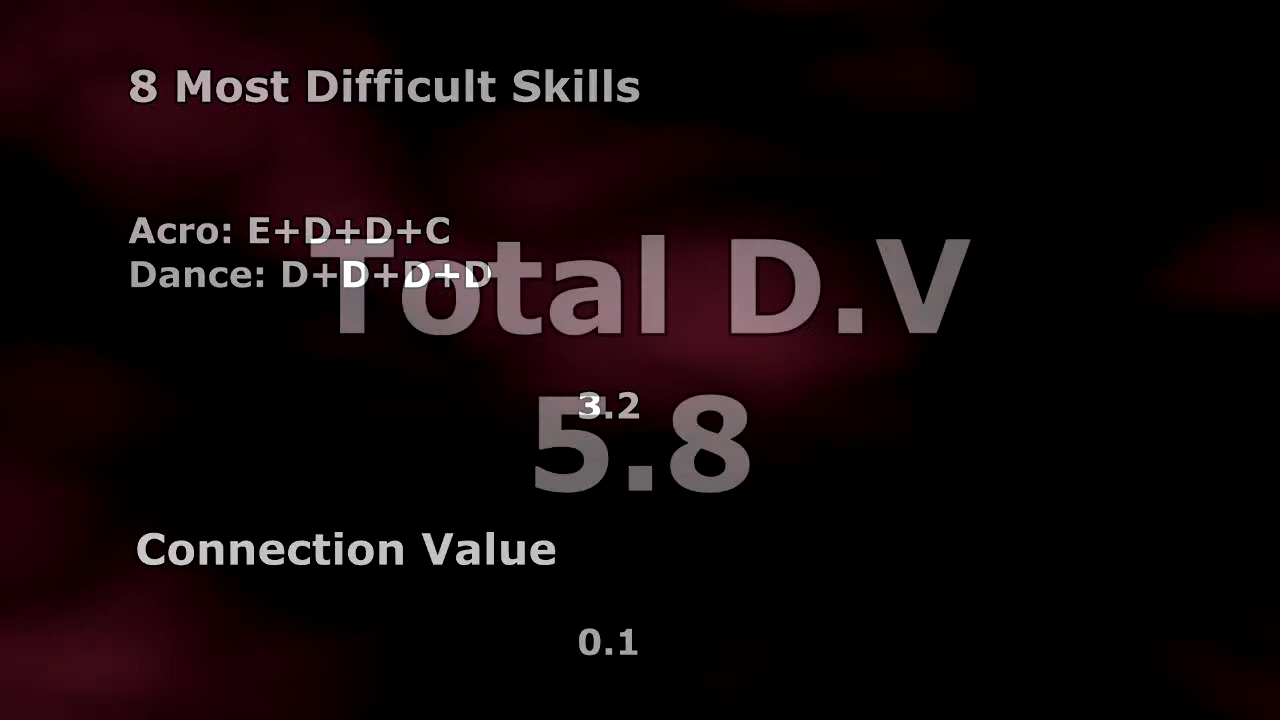 8 Most Difficult Skills
Acro: E+D+D+C
Dance: D+D+D+D
Total D.V
3.2
5.8
Connection Value
0.1